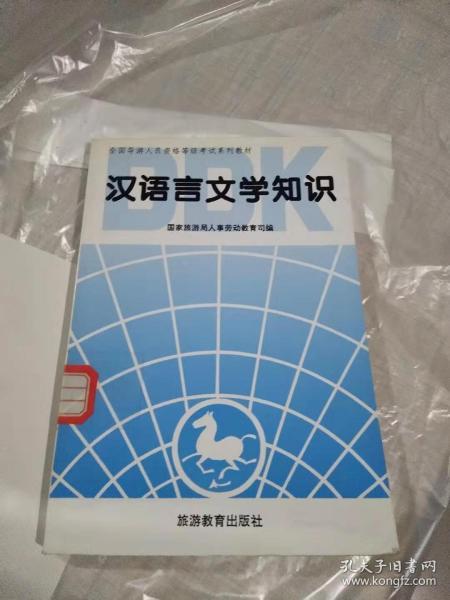 全国导游人员资格等级考试系列教材
BBK
汉语言文学知识
国家旅游局人事劳动教育司编
旅游教育出版社
孔夫子旧书网
www.kongfz.com